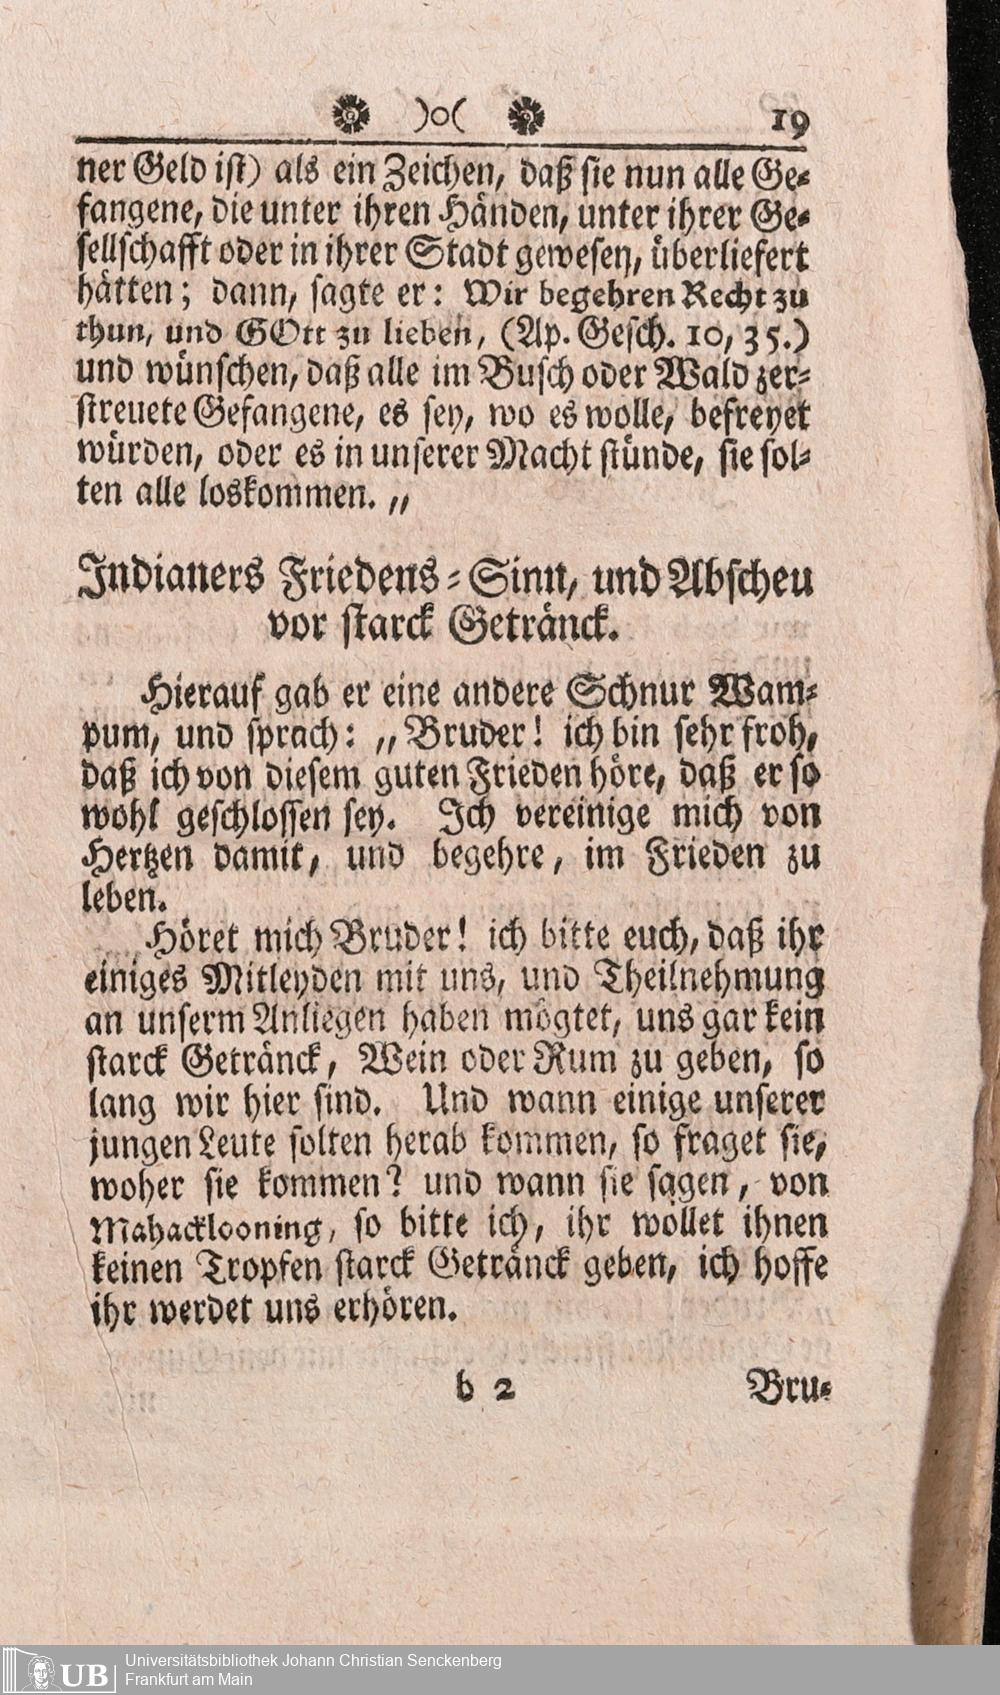 )o( 19
ner Geld ist) als ein Zeichen, daß sie nun alle Ge-
fangene, die unter ihren Händen, unter ihrer Ge-
sellschafft oder in ihrer Stadt gewesen, überliefert
hätten; dann, sagte er: Wir begehren Recht zu
thun, und GOtt zu lieben, (Ap. Gesch. 10, 35.)
und wünschen, daß alle im Busch oder Wald zer-
streuete Gefangene, es sey, wo es wolle, befreyet
würden, oder es in unserer Macht stünde, sie sol-
ten alle loskommen. „
Indianers Friedens-Sinn, und Abscheu
vor starck Getränck.
Hierauf gab er eine andere Schnur Wam-
pum, und sprach: „Bruder! ich bin sehr froh,
daß ich von diesem guten Frieden höre, daß er so
wohl geschlossen sey. Ich vereinige mich von
Hertzen damit, und begehre, im Frieden zu
leben.
Höret mich Bruder! ich bitte euch, daß ihr
einiges Mitleyden mit uns, und Theilnehmung
an unserm Anliegen haben mögtet, uns gar kein
starck Getränck, Wein oder Rum zu geben, so
lang wir hier sind. Und wann einige unserer
jungen Leute solten herab kommen, so fraget sie,
woher sie kommen? und wann sie sagen, von
Mahacklooning, so bitte ich, ihr wollet ihnen
keinen Tropfen starck Getränck geben, ich hoffe
ihr werdet uns erhören.
b 2 Bru-
UB Universitätsbibliothek Johann Christian Senckenberg
Frankfurt am Main